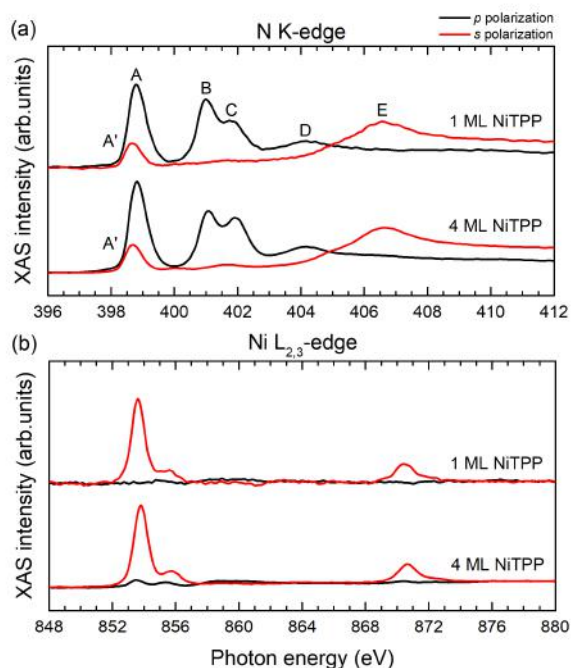 (a) N K-edge
p polarization
s polarization
A
B
C
D
E
A'
1 ML NiTPP
A'
4 ML NiTPP
XAS intensity (arb.units)
396 398 400 402 404 406 408 410 412
(b) Ni L2,3-edge
1 ML NiTPP
4 ML NiTPP
XAS intensity (arb.units)
848 852 856 860 864 868 872 876 880
Photon energy (eV)